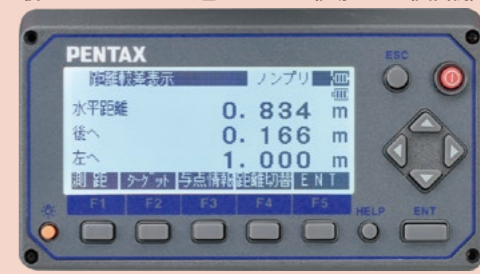 PENTAX
ESC
距離較差表示 ノンプリ
水平距離 0.834 m
後へ 0.166 m
左へ 1.000 m
測 距 ターゲット 与点情報 距離切替 E N T
F1 F2 F3 F4 F5 HELP ENT